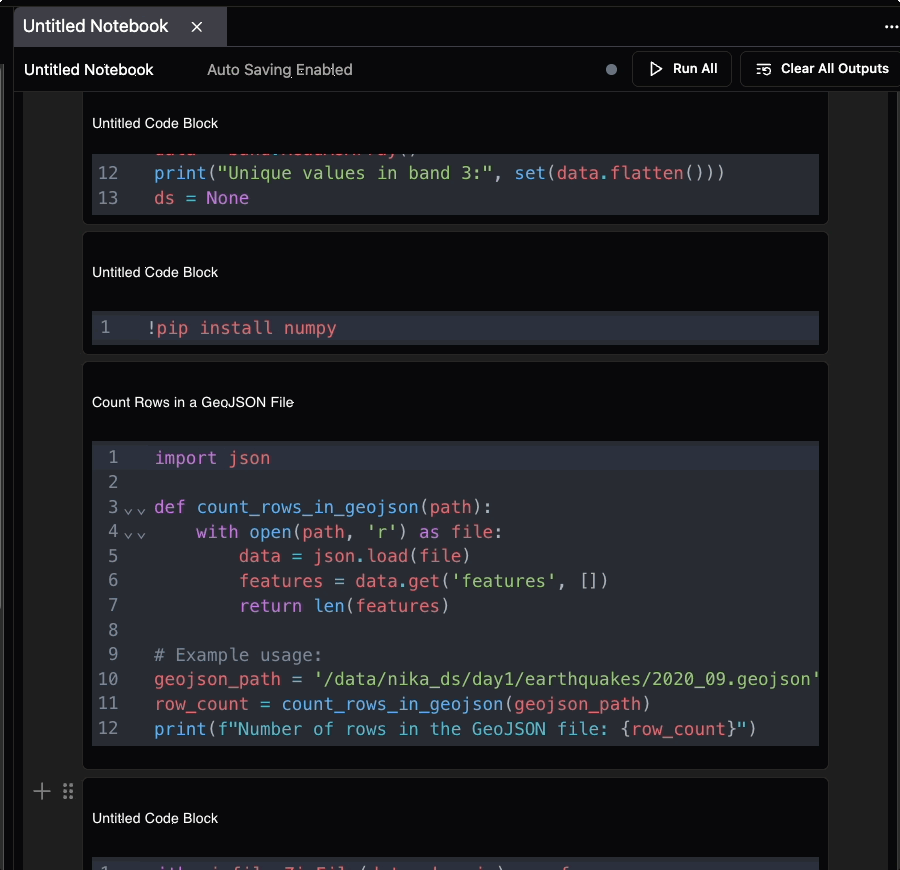 Untitled Notebook
Untitled Notebook Auto Saving Enabled Run All Clear All Outputs
Untitled Code Block
12 print("Unique values in band 3:", set(data.flatten()))
13 ds = None
Untitled Code Block
1 !pip install numpy
Count Rows in a GeoJSON File
1 import json
2
3 def count_rows_in_geojson(path):
4 with open(path, 'r') as file:
5 data = json.load(file)
6 features = data.get('features', [])
7 return len(features)
8
9 # Example usage:
10 geojson_path = '/data/nika_ds/day1/earthquakes/2020_09.geojson'
11 row_count = count_rows_in_geojson(geojson_path)
12 print(f"Number of rows in the GeoJSON file: {row_count}")
Untitled Code Block